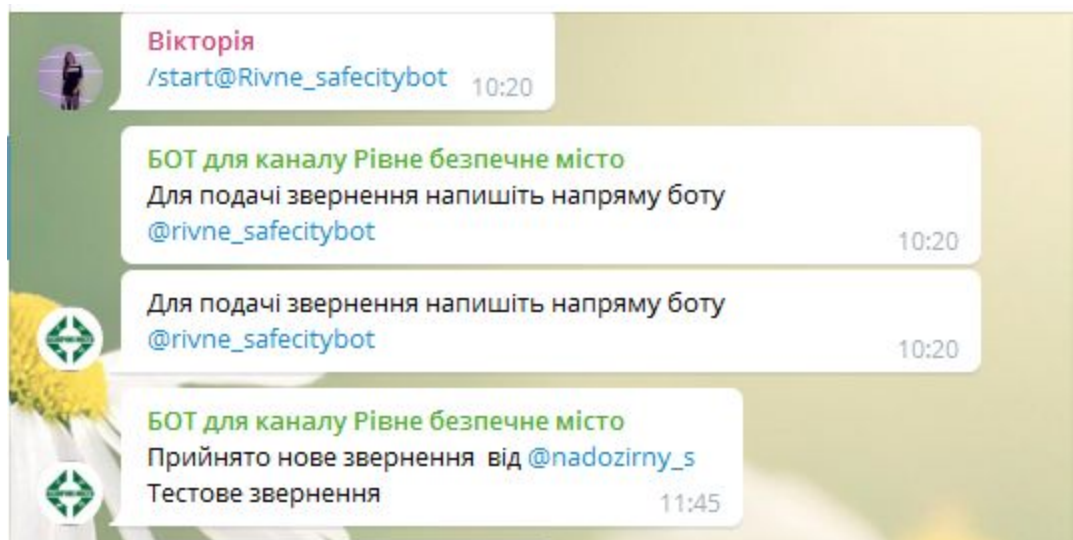 Вікторія
/start@Rivne_safecitybot 10:20
БОТ для каналу Рівне безпечне місто
Для подачі звернення напишіть напряму боту
@rivne_safecitybot
10:20
Для подачі звернення напишіть напряму боту
@rivne_safecitybot
10:20
БОТ для каналу Рівне безпечне місто
Прийнято нове звернення від @nadozirny_s
Тестове звернення
11:45